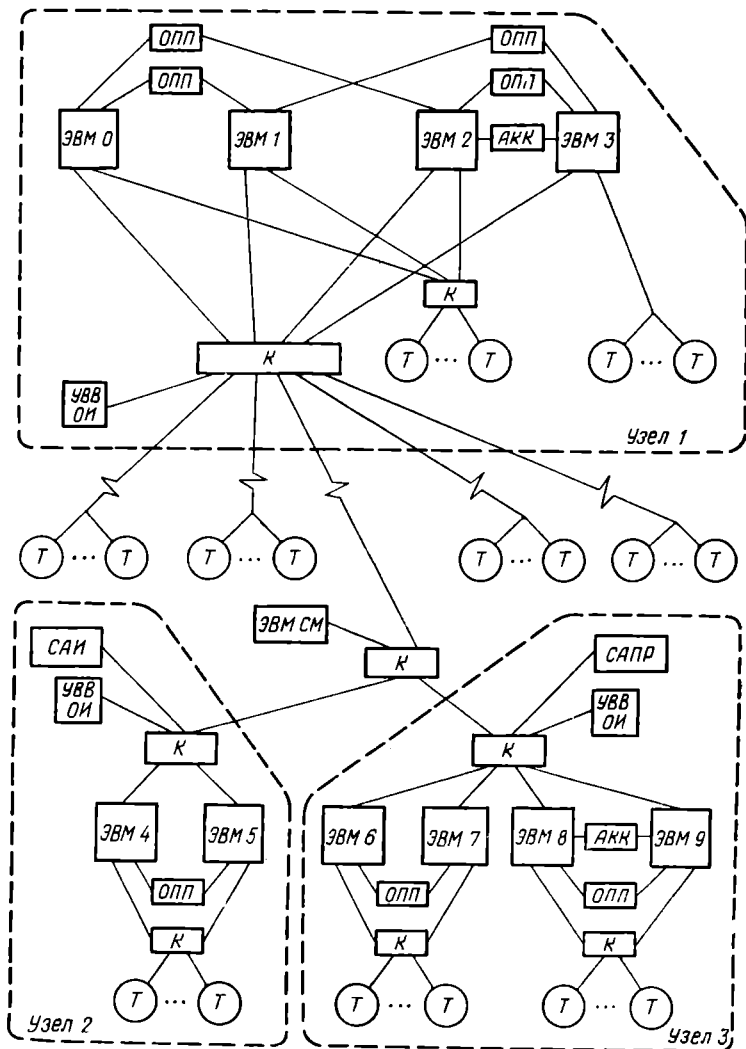 ОПП ОПП
ОПП ОПП
ЭВМ 0 ЭВМ 1 ЭВМ 2 АКК ЭВМ 3
К
К Т ... Т Т ... Т
УВВ
ОИ
Узел 1
Т ... Т Т ... Т Т ... Т Т ... Т
ЭВМ СМ
САИ К САПР
УВВ
ОИ
УВВ
ОИ
К К
ЭВМ 4 ЭВМ 5 ЭВМ 6 ЭВМ 7 ЭВМ 8 АКК ЭВМ 9
ОПП ОПП ОПП
К К К
Т ... Т Т ... Т Т ... Т
Узел 2 Узел 3